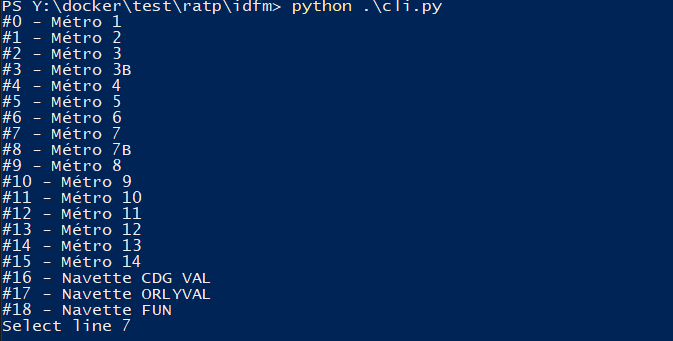 PS Y:\docker\test\ratp\idfm> python .\cli.py
#0 - Métro 1
#1 - Métro 2
#2 - Métro 3
#3 - Métro 3B
#4 - Métro 4
#5 - Métro 5
#6 - Métro 6
#7 - Métro 7
#8 - Métro 7B
#9 - Métro 8
#10 - Métro 9
#11 - Métro 10
#12 - Métro 11
#13 - Métro 12
#14 - Métro 13
#15 - Métro 14
#16 - Navette CDG VAL
#17 - Navette ORLYVAL
#18 - Navette FUN
Select line 7